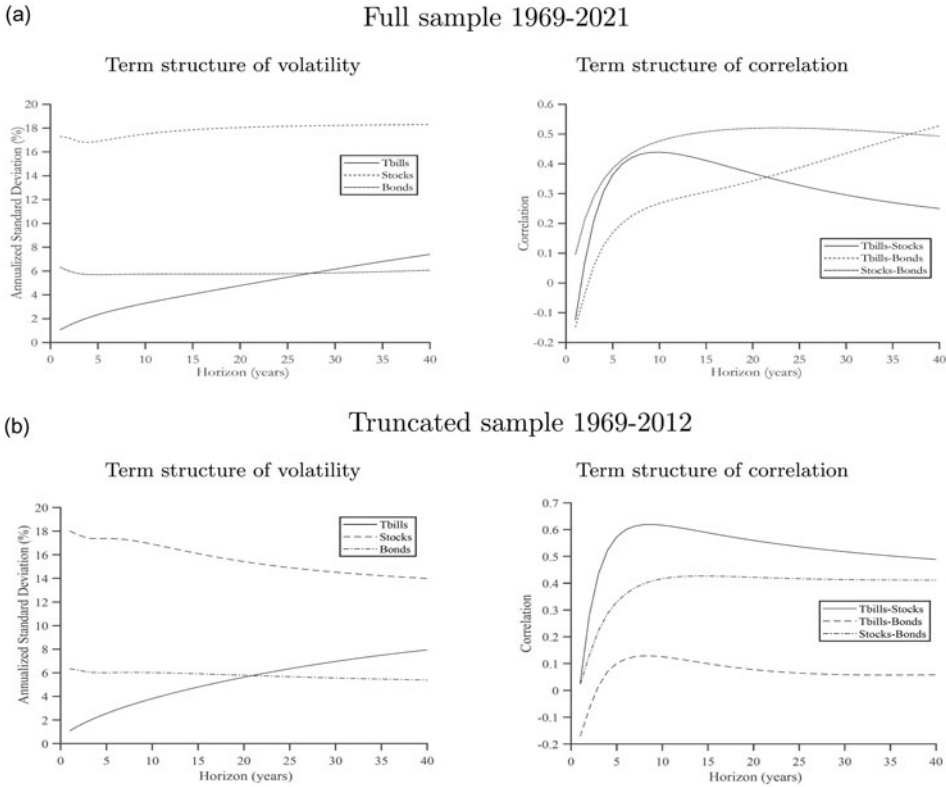 (a)
Full sample 1969-2021
Term structure of volatility
Annualized Standard Deviation (%)
20
18
16
14
12
10
8
6
4
2
0
Tbills
Stocks
Bonds
0 5 10 15 20 25 30 35 40
Horizon (years)
Term structure of correlation
Correlation
0.6
0.5
0.4
0.3
0.2
0.1
0
-0.1
-0.2
Tbills-Stocks
Tbills-Bonds
Stocks-Bonds
0 5 10 15 20 25 30 35 40
Horizon (years)
(b)
Truncated sample 1969-2012
Term structure of volatility
Annualized Standard Deviation (%)
20
18
16
14
12
10
8
6
4
2
0
Tbills
Stocks
Bonds
0 5 10 15 20 25 30 35 40
Horizon (years)
Term structure of correlation
Correlation
0.7
0.6
0.5
0.4
0.3
0.2
0.1
0
-0.1
-0.2
Tbills-Stocks
Tbills-Bonds
Stocks-Bonds
0 5 10 15 20 25 30 35 40
Horizon (years)